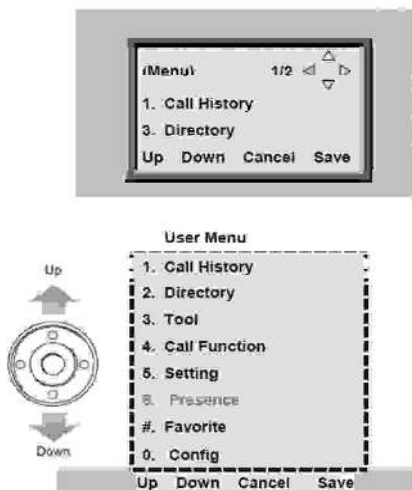 (Menu) 1/2
1. Call History
3. Directory
Up Down Cancel Save
User Menu
Up
1. Call History
2. Directory
3. Tool
4. Call Function
5. Setting
8. Presence
#. Favorite
0. Config
Down
Up Down Cancel Save